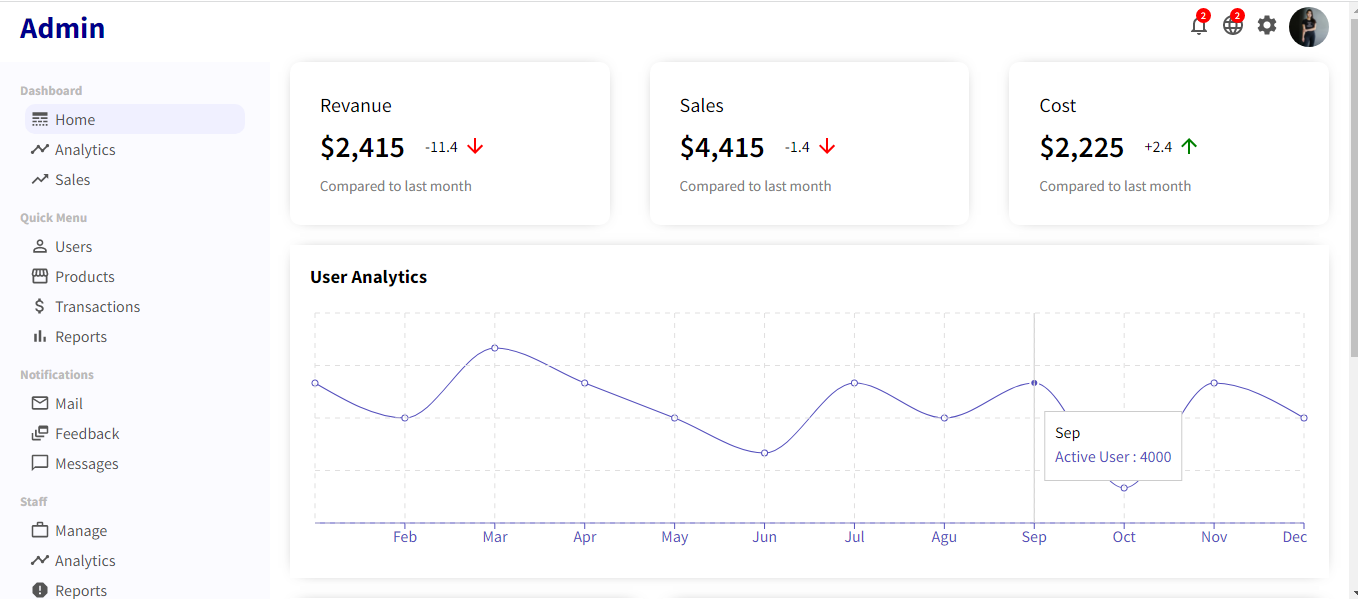 Admin
2
2
Dashboard
Home
Analytics
Sales
Quick Menu
Users
Products
Transactions
Reports
Notifications
Mail
Feedback
Messages
Staff
Manage
Analytics
Reports
Revanue
$2,415 -11.4
Compared to last month
Sales
$4,415 -1.4
Compared to last month
Cost
$2,225 +2.4
Compared to last month
User Analytics
Sep
Active User : 4000
Feb Mar Apr May Jun Jul Agu Sep Oct Nov Dec